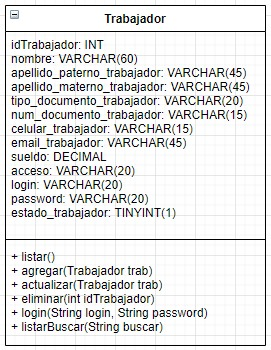 Trabajador
idTrabajador: INT
nombre: VARCHAR(60)
apellido_paterno_trabajador: VARCHAR(45)
apellido_materno_trabajador: VARCHAR(45)
tipo_documento_trabajador: VARCHAR(20)
num_documento_trabajador: VARCHAR(15)
celular_trabajador: VARCHAR(15)
email_trabajador: VARCHAR(45)
sueldo: DECIMAL
acceso: VARCHAR(20)
login: VARCHAR(20)
password: VARCHAR(20)
estado_trabajador: TINYINT(1)
+ listar()
+ agregar(Trabajador trab)
+ actualizar(Trabajador trab)
+ eliminar(int idTrabajador)
+ login(String login, String password)
+ listarBuscar(String buscar)